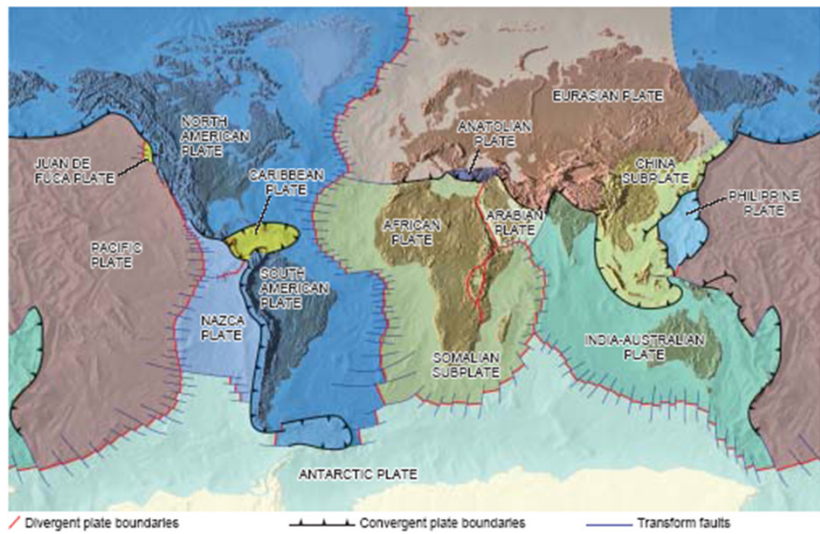 EURASIAN PLATE
NORTH
AMERICAN
PLATE
ANATOLIAN
PLATE
JUAN DE
FUCA PLATE
CARIBBEAN
PLATE
CHINA
SUBPLATE
PHILIPRINE
PLATE
AFRICAN
PLATE
ARABIAN
PLATE
PACIFIC
PLATE
SOUTH
AMERICAN
PLATE
NAZCA
PLATE
INDIA-AUSTRALIAN
PLATE
SOMALIAN
SUBPLATE
ANTARCTIC PLATE
Divergent plate boundaries
Convergent plate boundaries
Transform faults